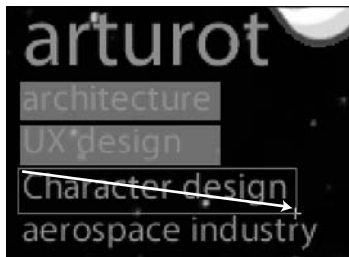 arturot
architecture
UX design
Character design
aerospace industry